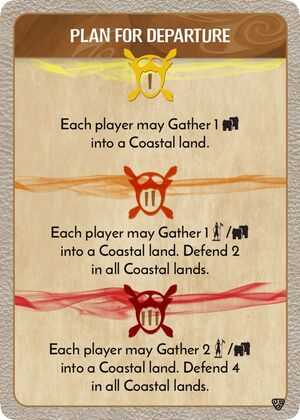 PLAN FOR DEPARTURE
I
Each player may Gather 1
into a Coastal land.
II
Each player may Gather 1 /
into a Coastal land. Defend 2
in all Coastal lands.
III
Each player may Gather 2 /
into a Coastal land. Defend 4
in all Coastal lands.